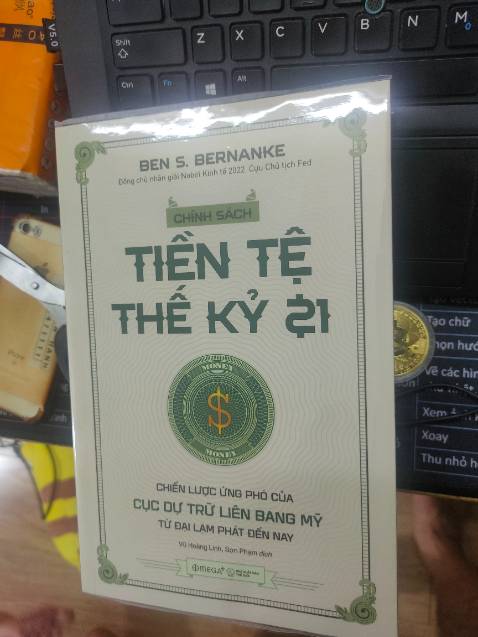 V5.0
Shift
Z X C V B N M
Ctrl Fn Alt
BEN S. BERNANKE
Đồng chủ nhân giải Nobel Kinh tế 2022, Cựu Chủ tịch Fed
CHÍNH SÁCH
TIỀN TỆ
THẾ KỶ 21
MONEY
$
MONEY
CHIẾN LƯỢC ỨNG PHÓ CỦA
CỤC DỰ TRỮ LIÊN BANG MỸ
TỪ ĐẠI LẠM PHÁT ĐẾN NAY
Vũ Hoàng Linh, Sơn Phạm dịch
OMEGA+
Tạo chữ
Vẽ các hìn
Xem
Xoay
Thu nhỏ h